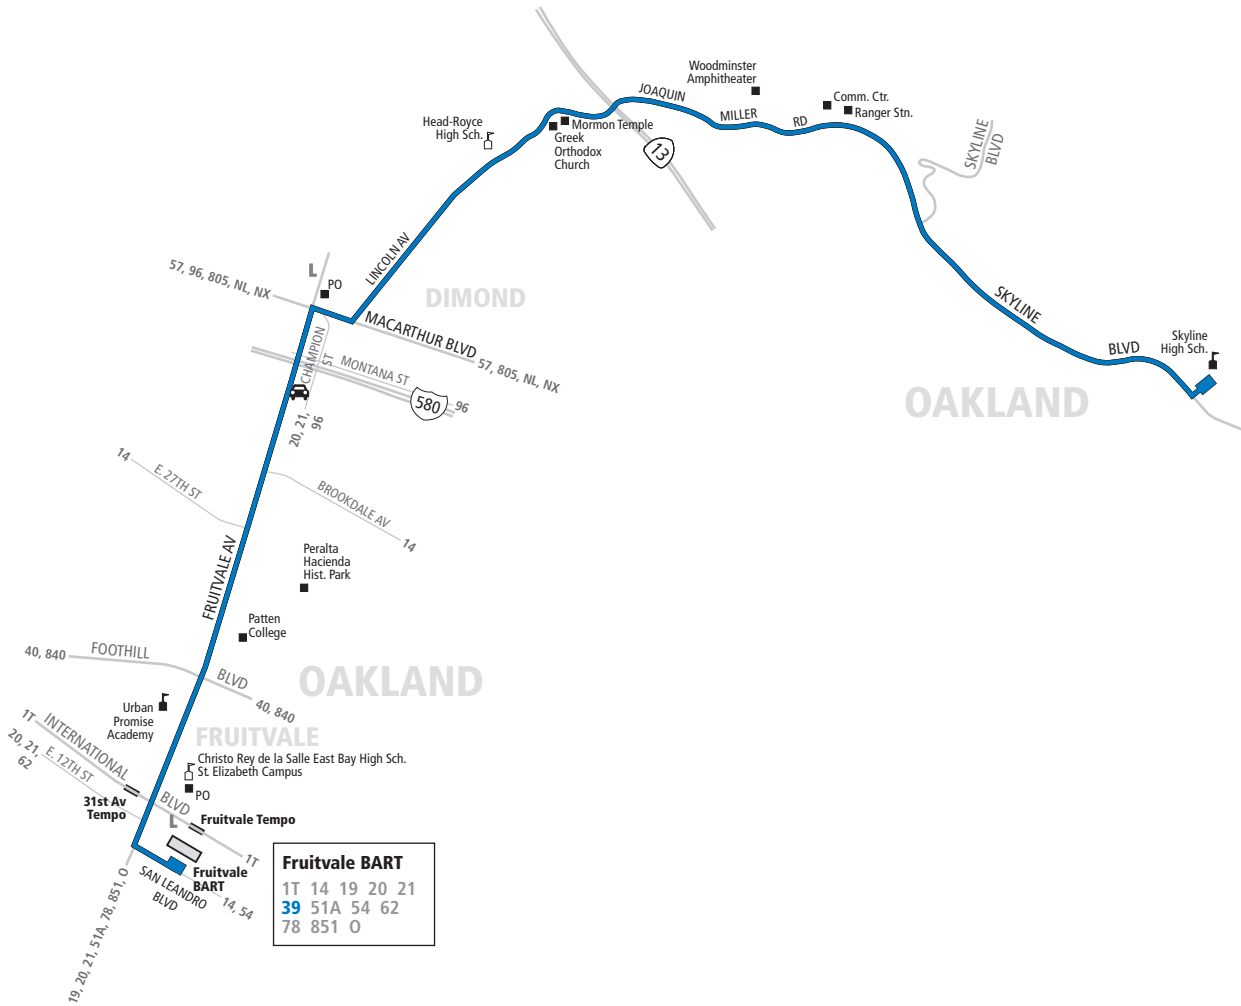 Woodminster
Amphitheater
JOAQUIN
MILLER
RD
Comm. Ctr.
Ranger Stn.
Head-Royce
High Sch.
Mormon Temple
Greek
Orthodox
Church
13
SKYLINE
BLVD
LINCOLN AV
57, 96, 805, NL, NX
L
PO
DIMOND
MACARTHUR BLVD
57, 805, NL, NX
CHAMPION
ST
MONTANA ST
580
96
20, 21,
96
SKYLINE
BLVD
Skyline
High Sch.
OAKLAND
14
E. 27TH ST
BROOKDALE AV
14
FRUITVALE AV
Peralta
Hacienda
Hist. Park
Patten
College
40, 840
FOOTHILL
BLVD
40, 840
OAKLAND
Urban
Promise
Academy
FRUITVALE
1T
INTERNATIONAL
BLVD
20, 21,
62
E. 12TH ST
Christo Rey de la Salle East Bay High Sch.
St. Elizabeth Campus
PO
31st Av
Tempo
L
Fruitvale Tempo
1T
Fruitvale
BART
SAN LEANDRO
BLVD
14, 54
19, 20, 21, 51A, 78, 851, O
Fruitvale BART
1T 14 19 20 21
39 51A 54 62
78 851 O